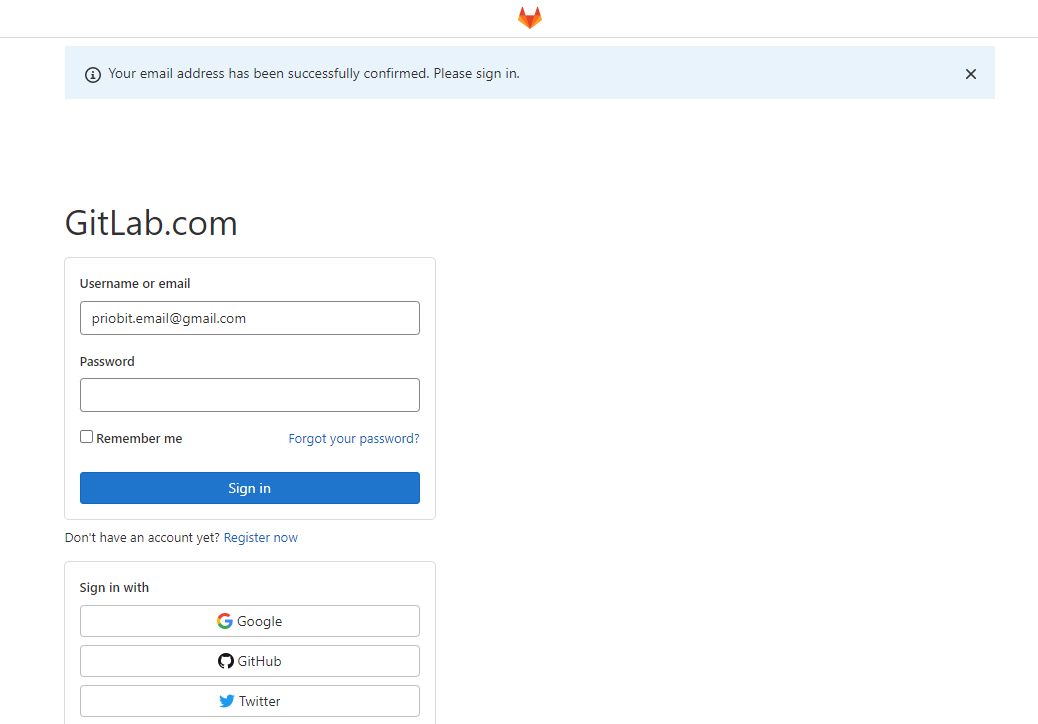 Your email address has been successfully confirmed. Please sign in.
GitLab.com
Username or email
priobit.email@gmail.com
Password
Remember me Forgot your password?
Sign in
Don't have an account yet? Register now
Sign in with
Google
GitHub
Twitter